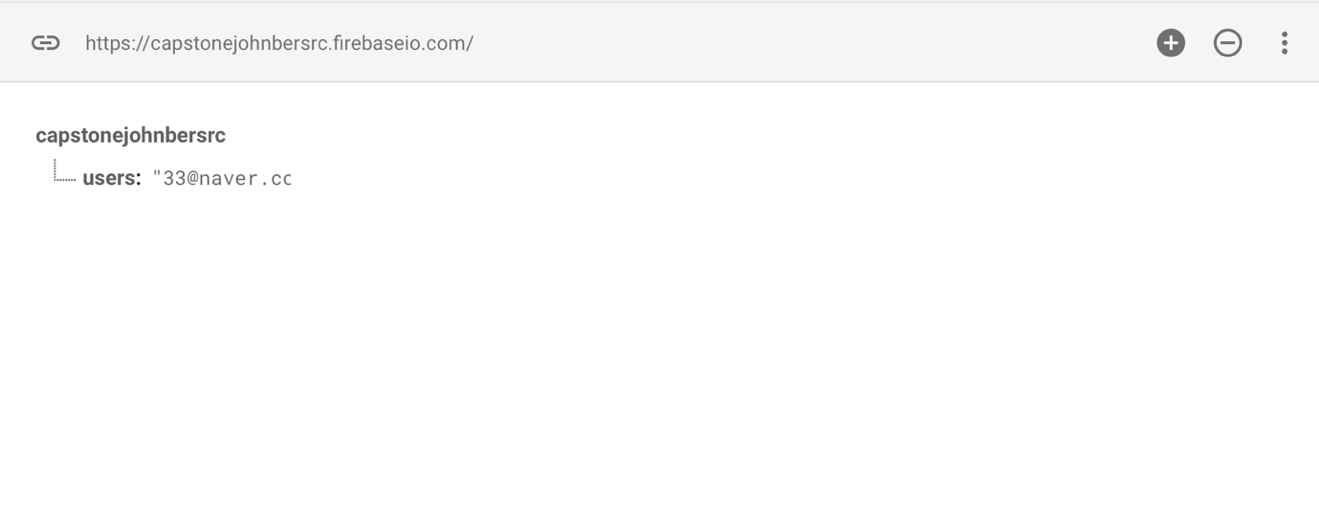 https://capstonejohnbersrc.firebaseio.com/
capstonejohnbersrc
users: "33@naver.cc